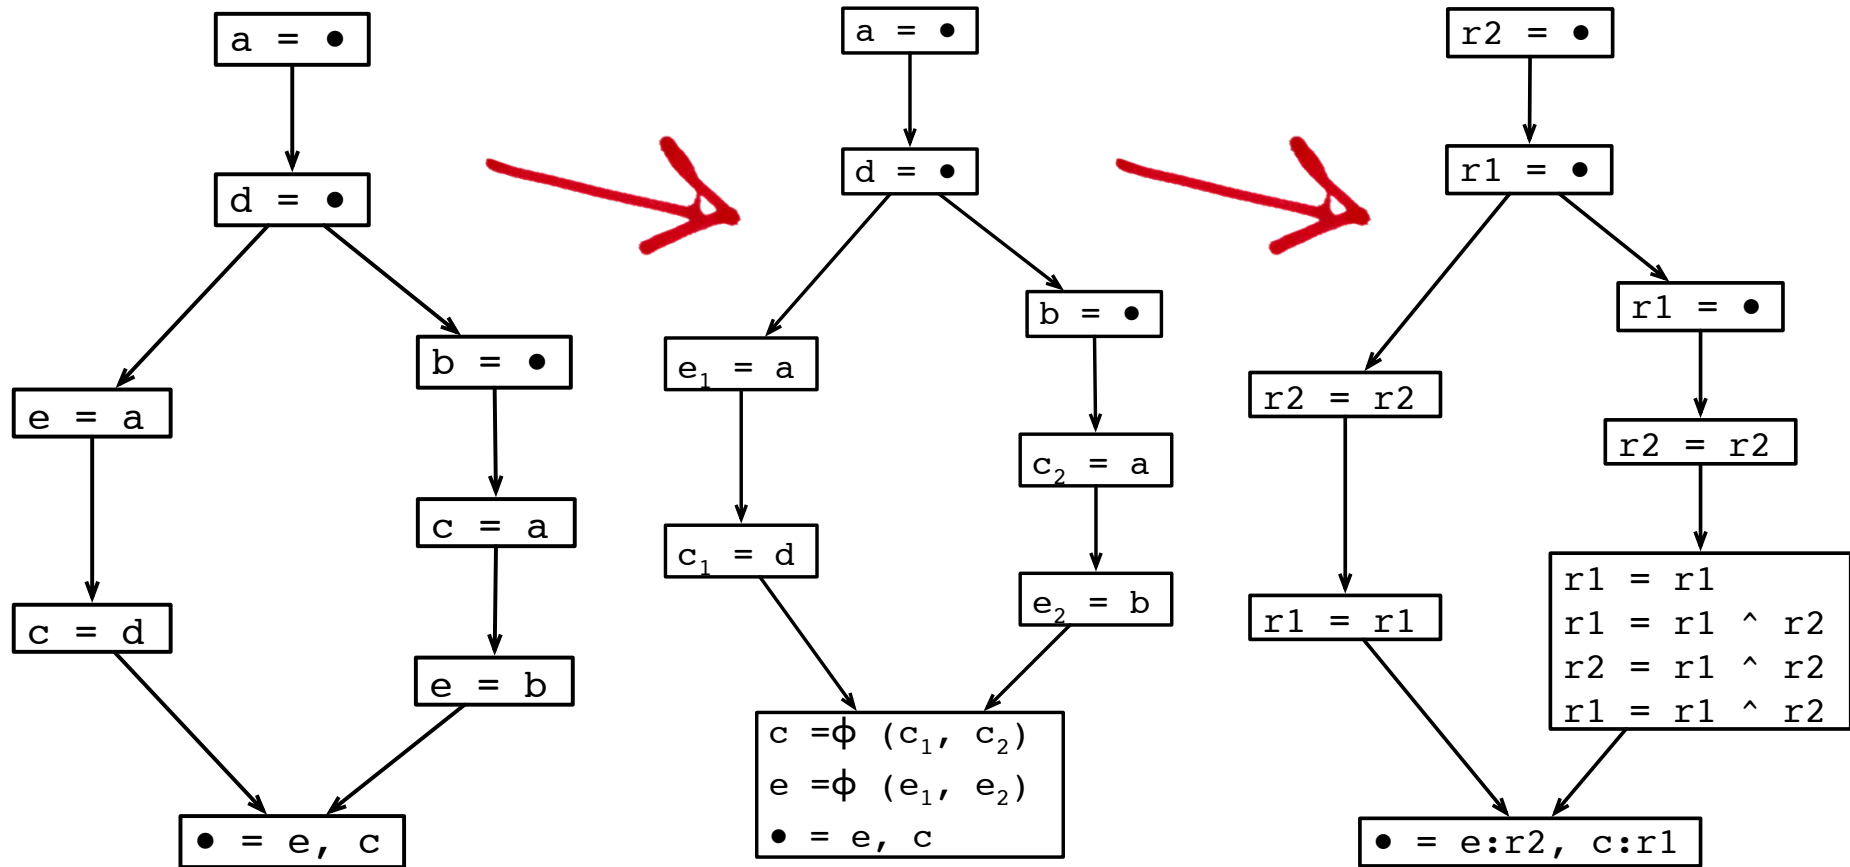 a = ●
d = ●
e = a
c = d
b = ●
c = a
e = b
● = e, c
a = ●
d = ●
e₁ = a
c₁ = d
b = ●
c₂ = a
e₂ = b
c =ϕ (c₁, c₂)
e =ϕ (e₁, e₂)
● = e, c
r2 = ●
r1 = ●
r2 = r2
r1 = r1
r1 = ●
r2 = r2
r1 = r1
r1 = r1 ^ r2
r2 = r1 ^ r2
r1 = r1 ^ r2
● = e:r2, c:r1